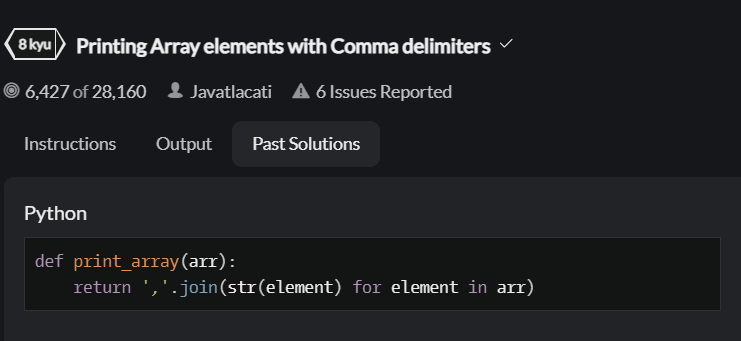 8 kyu Printing Array elements with Comma delimiters
6,427 of 28,160 Javatlacati 6 Issues Reported
Instructions Output Past Solutions
Python
def print_array(arr):
    return ','.join(str(element) for element in arr)